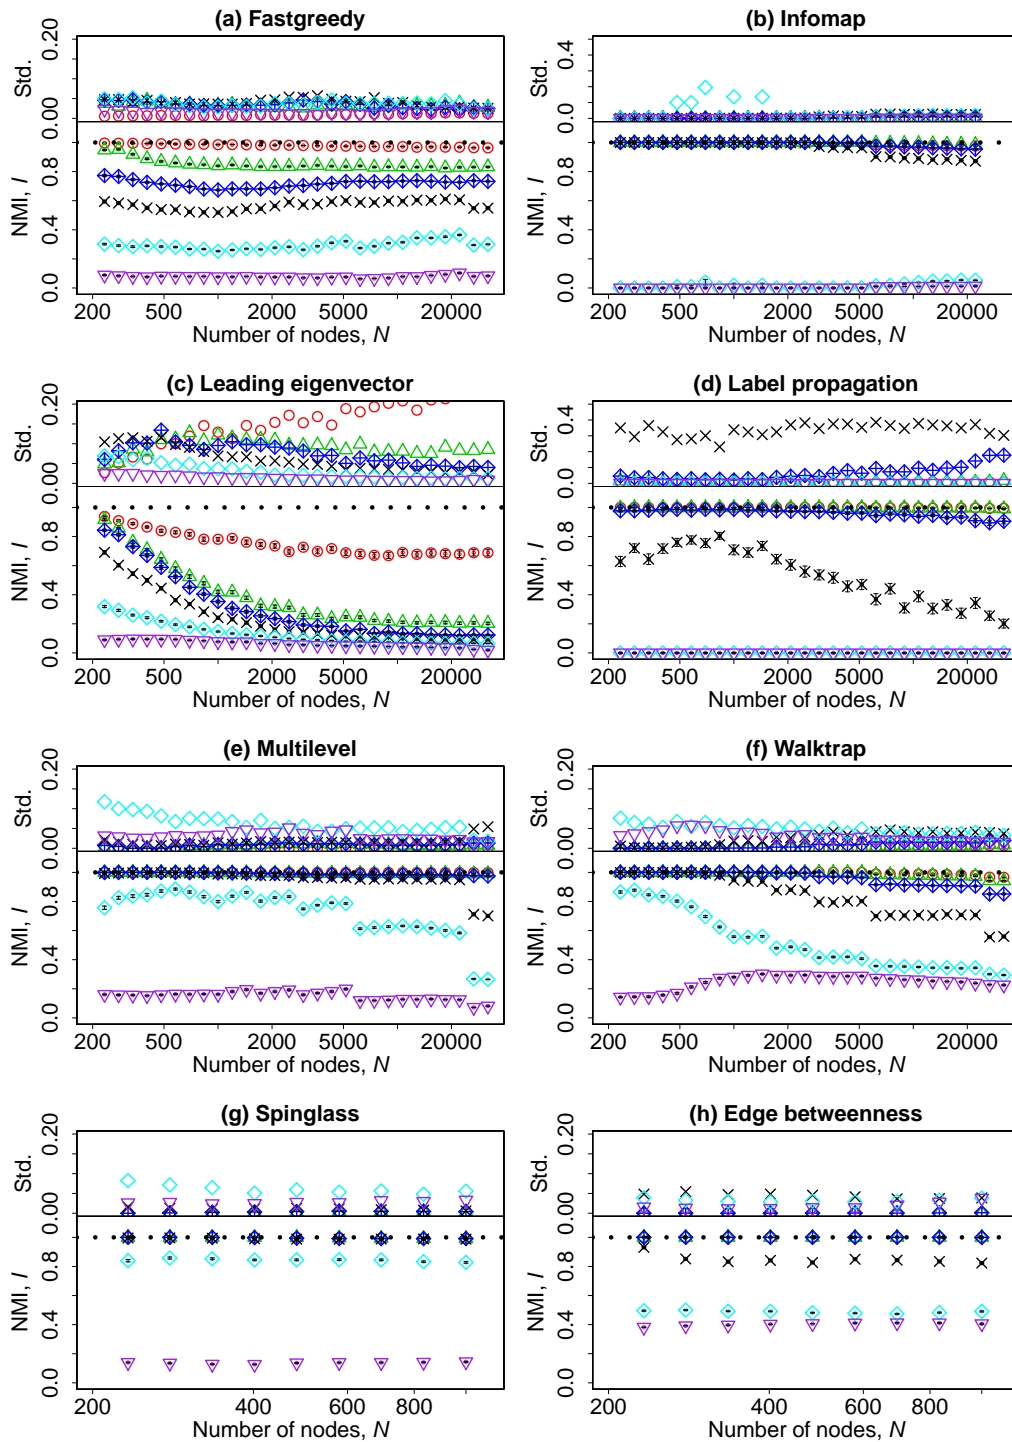 (a) Fastgreedy
(b) Infomap
0.20
0.00
Std.
0.8
0.4
0.0
NMI, I
200 500 5000 20000
Number of nodes, N
0.4
0.0
Std.
0.8
0.4
0.0
NMI, I
200 500 5000 20000
Number of nodes, N
(c) Leading eigenvector
(d) Label propagation
0.20
0.00
Std.
0.8
0.4
0.0
NMI, I
200 500 5000 20000
Number of nodes, N
0.4
0.0
Std.
0.8
0.4
0.0
NMI, I
200 500 5000 20000
Number of nodes, N
(e) Multilevel
(f) Walktrap
0.20
0.00
Std.
0.8
0.4
0.0
NMI, I
200 500 5000 20000
Number of nodes, N
0.20
0.00
Std.
0.8
0.4
0.0
NMI, I
200 500 5000 20000
Number of nodes, N
(g) Spinglass
(h) Edge betweenness
0.20
0.00
Std.
0.8
0.4
0.0
NMI, I
200 400 600 800
Number of nodes, N
0.20
0.00
Std.
0.8
0.4
0.0
NMI, I
200 400 600 800
Number of nodes, N